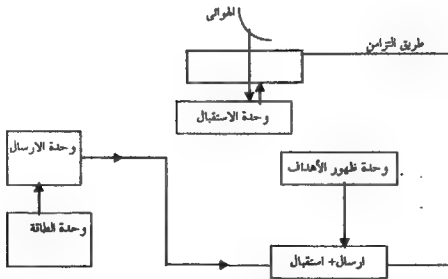 الهوائي
طريق التزامن
وحدة الاستقبال
وحدة الارسال
وحدة ظهور الأهداف
وحدة الطاقة
ارسال+ استقبال